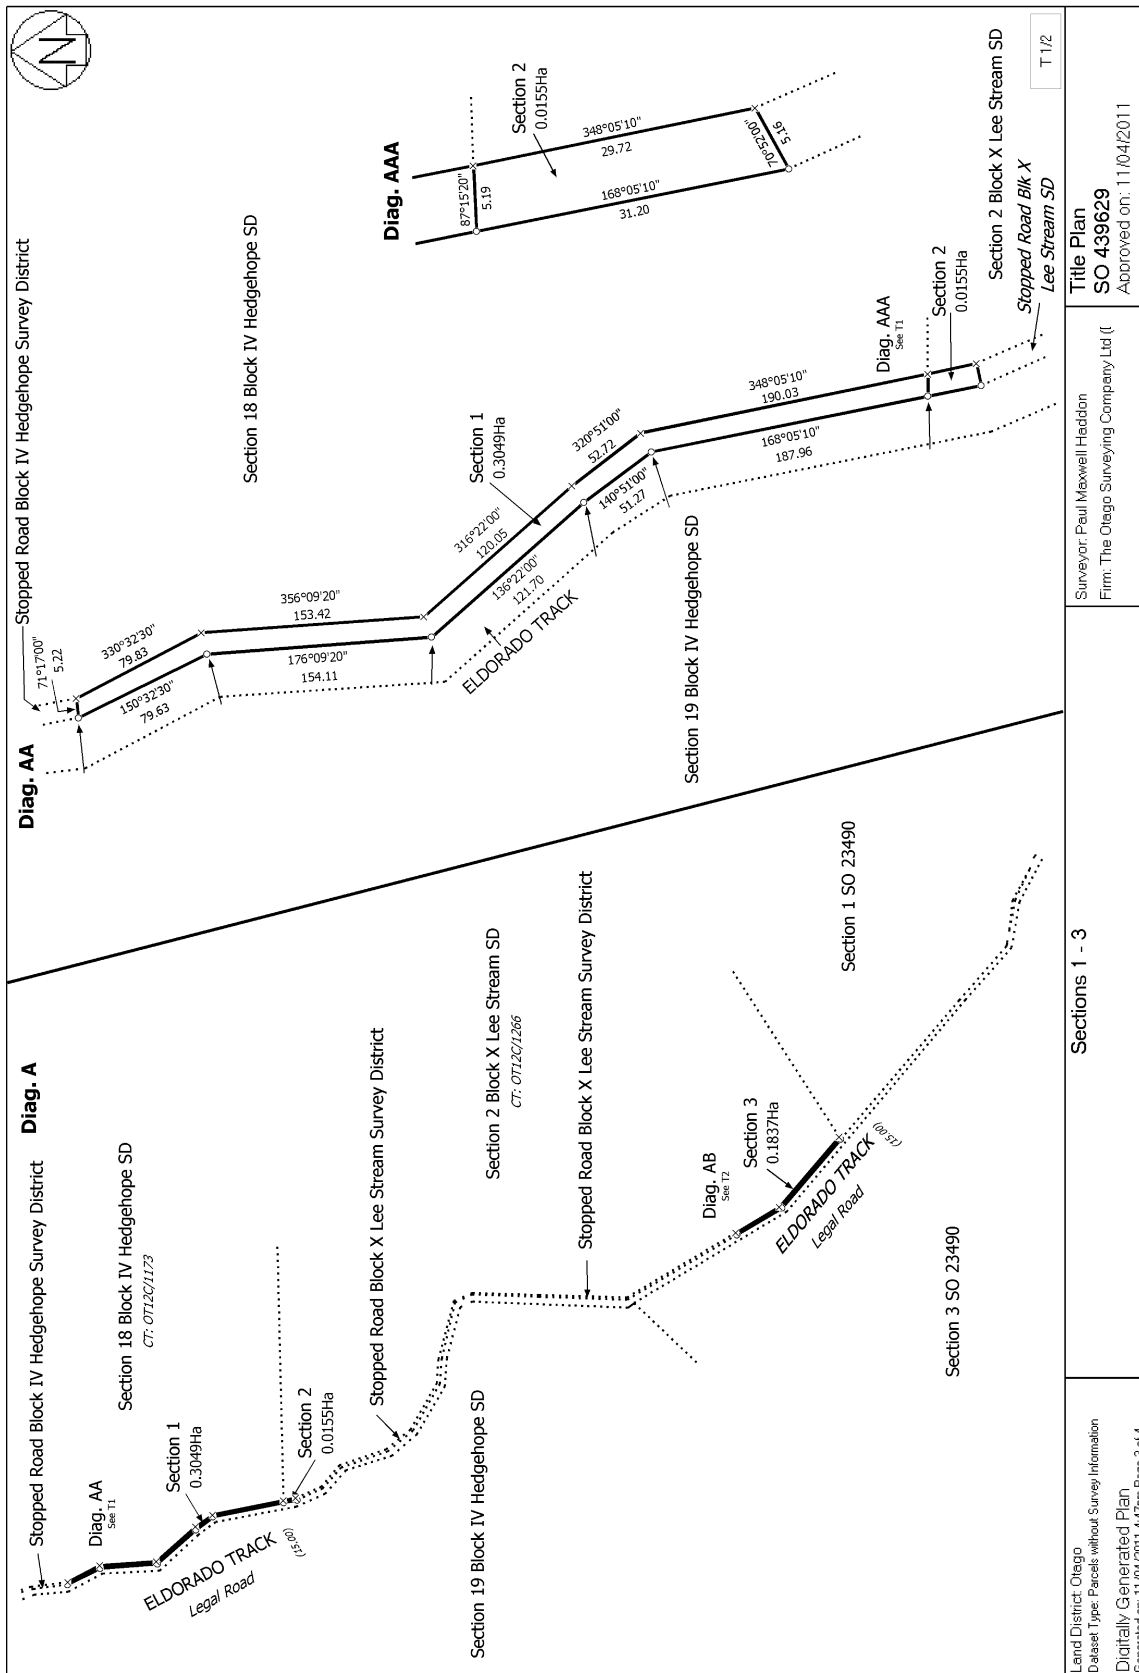 Diag. A
Stopped Road Block IV Hedgehope Survey District
Section 18 Block IV Hedgehope SD
CT: OT12C/1173
Diag. AA
See T1
Section 1
0.3049Ha
ELDORADO TRACK
(15.00)
Legal Road
Section 2
0.0155Ha
Stopped Road Block X Lee Stream Survey District
Section 19 Block IV Hedgehope SD
Section 2 Block X Lee Stream SD
CT: OT12C/1266
Stopped Road Block X Lee Stream Survey District
Diag. AB
See T2
Section 3
0.1837Ha
ELDORADO TRACK
(15.00)
Legal Road
Section 1 SO 23490
Section 3 SO 23490
Diag. AA
Stopped Road Block IV Hedgehope Survey District
71°17'00"
5.22
330°32'30"
79.83
150°32'30"
79.63
356°09'20"
153.42
176°09'20"
154.11
Section 18 Block IV Hedgehope SD
316°22'00"
120.05
136°22'00"
121.70
ELDORADO TRACK
Section 1
0.3049Ha
320°51'00"
52.72
140°51'00"
51.27
Section 19 Block IV Hedgehope SD
348°05'10"
190.03
168°05'10"
187.96
Diag. AAA
See T1
Section 2
0.0155Ha
Section 2 Block X Lee Stream SD
Stopped Road Blk X
Lee Stream SD
Diag. AAA
87°15'20"
5.19
Section 2
0.0155Ha
348°05'10"
29.72
168°05'10"
31.20
70°52'00"
5.16
N
T 1/2
Land District: Otago
Dataset Type: Parcels without Survey Information
Digitally Generated Plan
Generated on: 11/04/2011 4:47pm Page 3 of 4
Sections 1 - 3
Surveyor: Paul Maxwell Haddon
Firm: The Otago Surveying Company Ltd (
Title Plan
SO 439629
Approved on: 11/04/2011